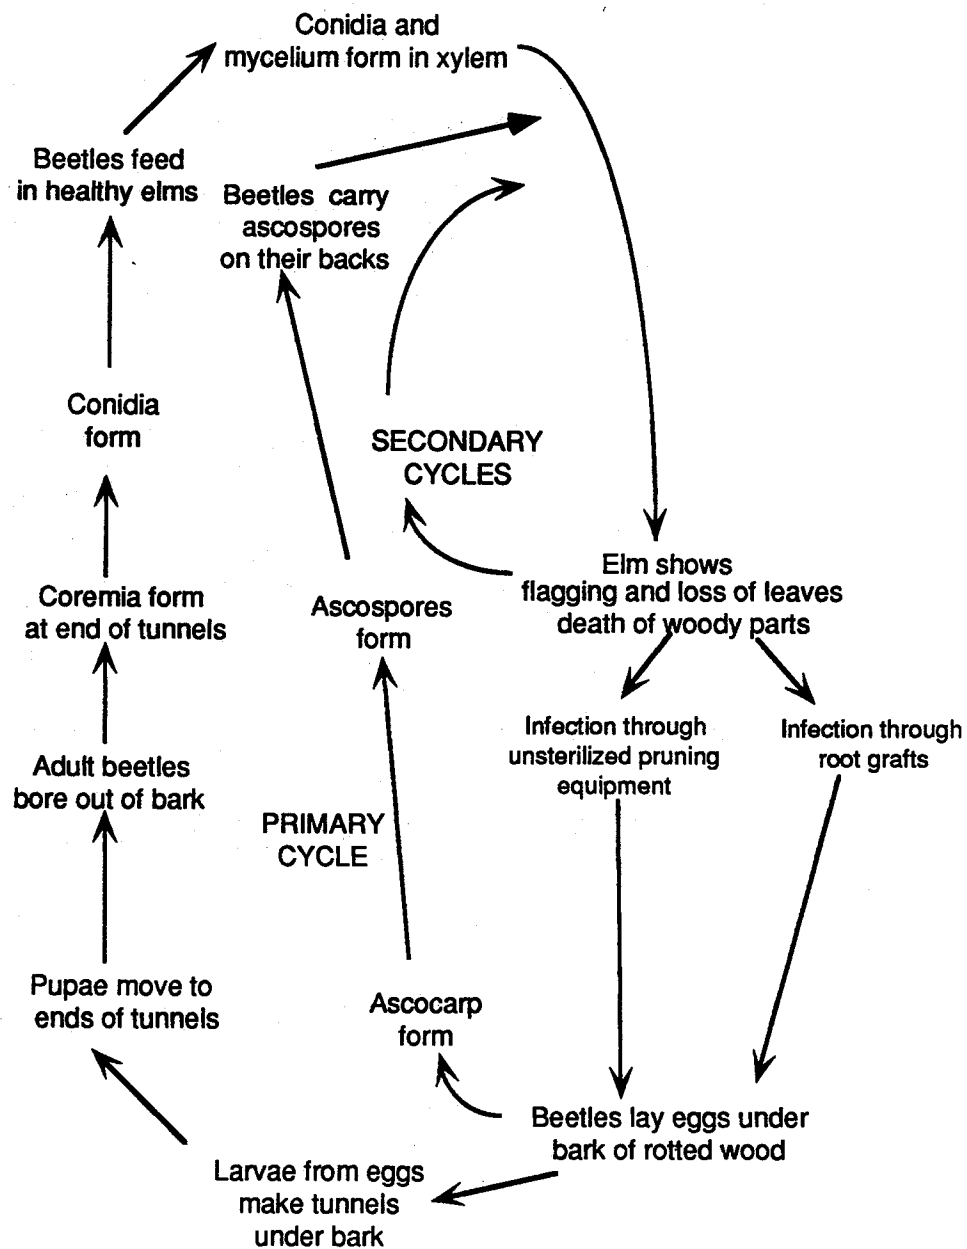 Conidia and
mycelium form in xylem
Beetles feed
in healthy elms
Beetles carry
ascospores
on their backs
Conidia
form
SECONDARY
CYCLES
Elm shows
flagging and loss of leaves
death of woody parts
Coremia form
at end of tunnels
Ascospores
form
Infection through
unsterilized pruning
equipment
Infection through
root grafts
Adult beetles
bore out of bark
PRIMARY
CYCLE
Pupae move to
ends of tunnels
Ascocarp
form
Beetles lay eggs under
bark of rotted wood
Larvae from eggs
make tunnels
under bark